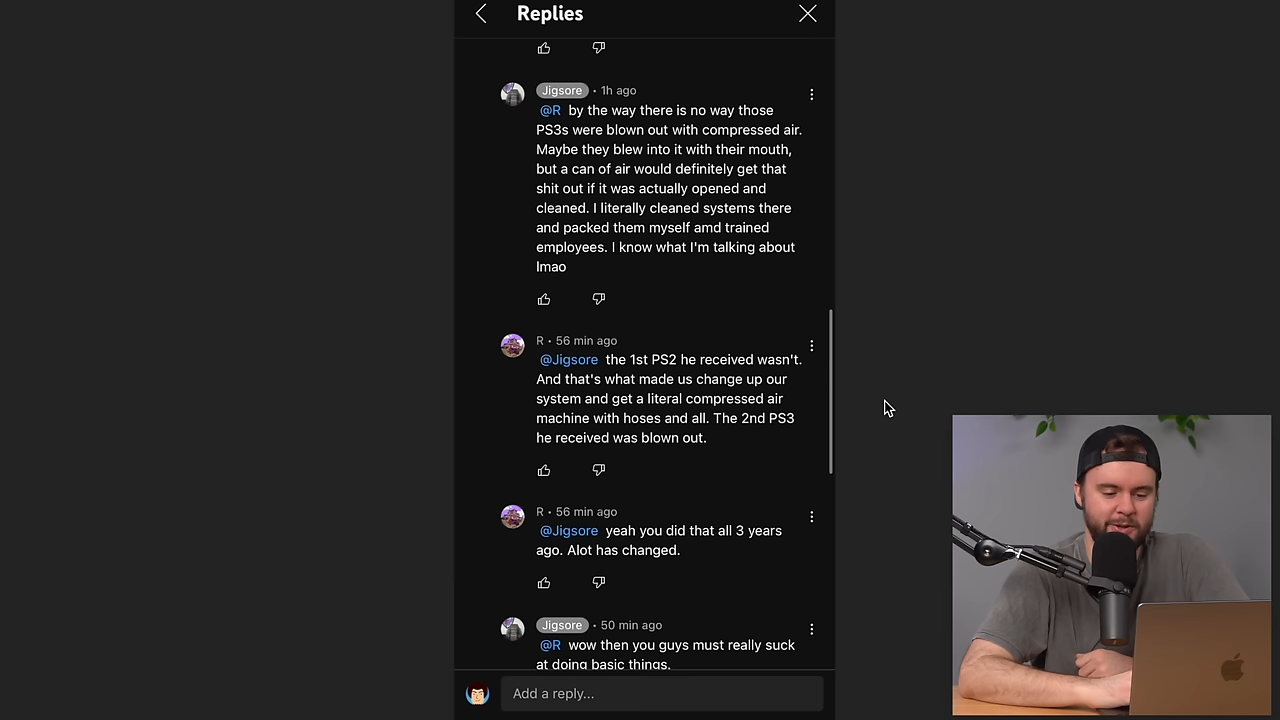 Replies
Jigsore • 1h ago
@R by the way there is no way those
PS3s were blown out with compressed air.
Maybe they blew into it with their mouth,
but a can of air would definitely get that
shit out if it was actually opened and
cleaned. I literally cleaned systems there
and packed them myself amd trained
employees. I know what I'm talking about
lmao
R • 56 min ago
@Jigsore the 1st PS2 he received wasn't.
And that's what made us change up our
system and get a literal compressed air
machine with hoses and all. The 2nd PS3
he received was blown out.
R • 56 min ago
@Jigsore yeah you did that all 3 years
ago. Alot has changed.
Jigsore • 50 min ago
@R wow then you guys must really suck
at doing basic things.
Add a reply...